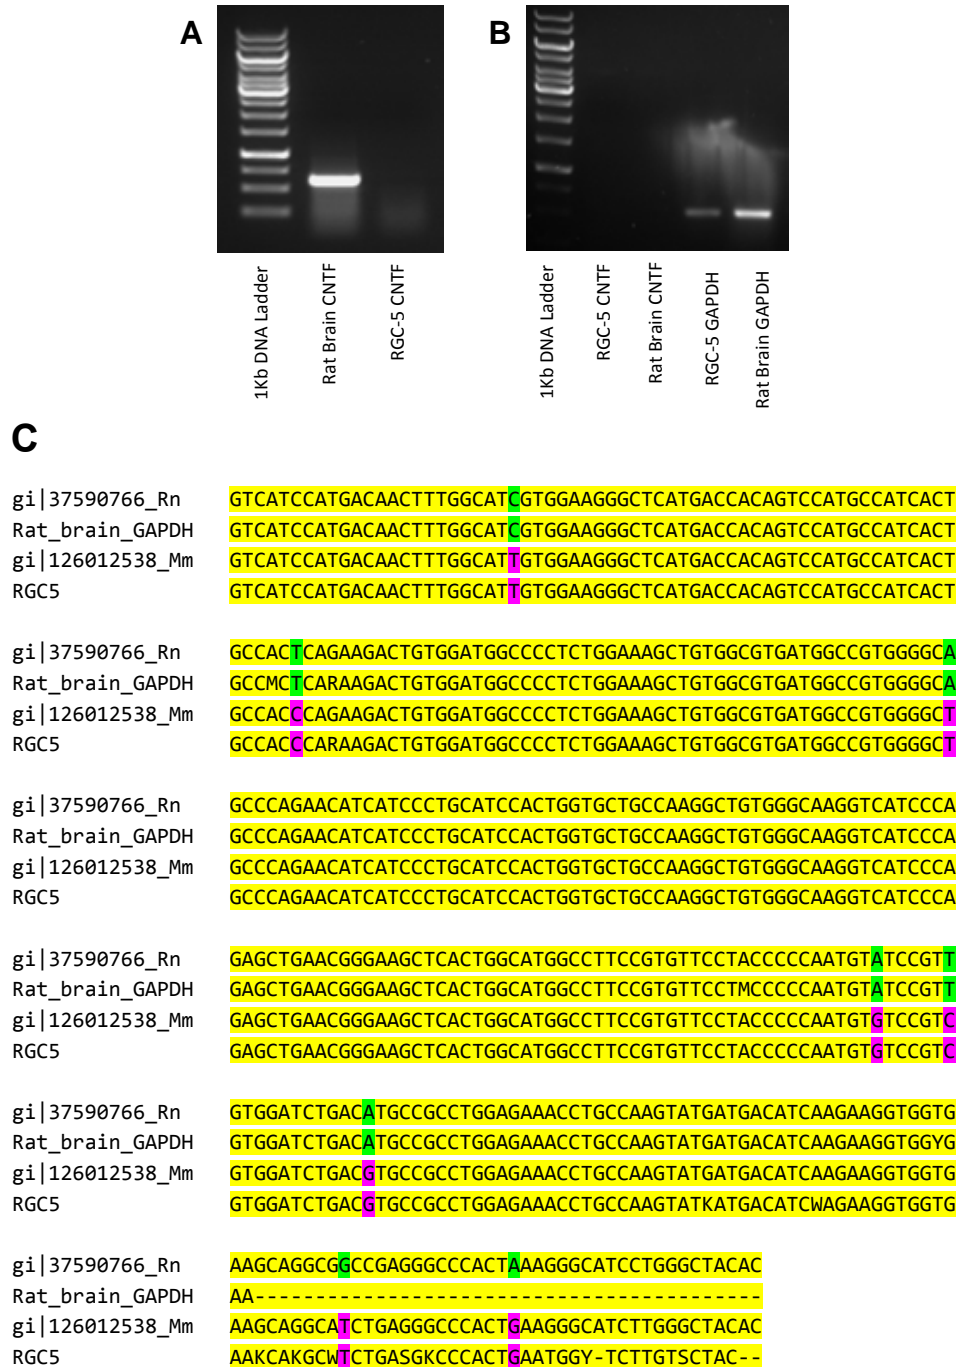 A
B
1Kb DNA Ladder
Rat Brain CNTF
RGC-5 CNTF
1Kb DNA Ladder
RGC-5 CNTF
Rat Brain CNTF
RGC-5 GAPDH
Rat Brain GAPDH
C
gi|37590766_Rn GTCATCCATGACAACTTTGGCATCGTGGAAGGGCTCATGACCACAGTCCATGCCATCACT
Rat_brain_GAPDH GTCATCCATGACAACTTTGGCATCGTGGAAGGGCTCATGACCACAGTCCATGCCATCACT
gi|126012538_Mm GTCATCCATGACAACTTTGGCATTGTGGAAGGGCTCATGACCACAGTCCATGCCATCACT
RGC5 GTCATCCATGACAACTTTGGCATTGTGGAAGGGCTCATGACCACAGTCCATGCCATCACT
gi|37590766_Rn GCCACTCAGAAGACTGTGGATGGCCCCTCTGGAAAGCTGTGGCGTGATGGCCGTGGGGCA
Rat_brain_GAPDH GCCMCTCARAAGACTGTGGATGGCCCCTCTGGAAAGCTGTGGCGTGATGGCCGTGGGGCA
gi|126012538_Mm GCCACCCAGAAGACTGTGGATGGCCCCTCTGGAAAGCTGTGGCGTGATGGCCGTGGGGCT
RGC5 GCCACCCARAAGACTGTGGATGGCCCCTCTGGAAAGCTGTGGCGTGATGGCCGTGGGGCT
gi|37590766_Rn GCCCAGAACATCATCCCTGCATCCACTGGTGCTGCCAAGGCTGTGGGCAAGGTCATCCCA
Rat_brain_GAPDH GCCCAGAACATCATCCCTGCATCCACTGGTGCTGCCAAGGCTGTGGGCAAGGTCATCCCA
gi|126012538_Mm GCCCAGAACATCATCCCTGCATCCACTGGTGCTGCCAAGGCTGTGGGCAAGGTCATCCCA
RGC5 GCCCAGAACATCATCCCTGCATCCACTGGTGCTGCCAAGGCTGTGGGCAAGGTCATCCCA
gi|37590766_Rn GAGCTGAACGGGAAGCTCACTGGCATGGCCTTCCGTGTTCCTACCCCCAATGTATCCGTT
Rat_brain_GAPDH GAGCTGAACGGGAAGCTCACTGGCATGGCCTTCCGTGTTCCTMCCCCCAATGTATCCGTT
gi|126012538_Mm GAGCTGAACGGGAAGCTCACTGGCATGGCCTTCCGTGTTCCTACCCCCAATGTGTCCGTC
RGC5 GAGCTGAACGGGAAGCTCACTGGCATGGCCTTCCGTGTTCCTACCCCCAATGTGTCCGTC
gi|37590766_Rn GTGGATCTGACATGCCGCCTGGAGAAACCTGCCAAGTATGATGACATCAAGAAGGTGGTG
Rat_brain_GAPDH GTGGATCTGACATGCCGCCTGGAGAAACCTGCCAAGTATGATGACATCAAGAAGGTGGYG
gi|126012538_Mm GTGGATCTGACGTGCCGCCTGGAGAAACCTGCCAAGTATGATGACATCAAGAAGGTGGTG
RGC5 GTGGATCTGACGTGCCGCCTGGAGAAACCTGCCAAGTATKATGACATCWAGAAGGTGGTG
gi|37590766_Rn AAGCAGGCGGCCGAGGGCCCACTAAAGGGCATCCTGGGCTACAC
Rat_brain_GAPDH AA------------------------------------------
gi|126012538_Mm AAGCAGGCATCTGAGGGCCCACTGAAGGGCATCTTGGGCTACAC
RGC5 AAKCAKGCWTCTGASGKCCCACTGAATGGY-TCTTGTSCTAC--